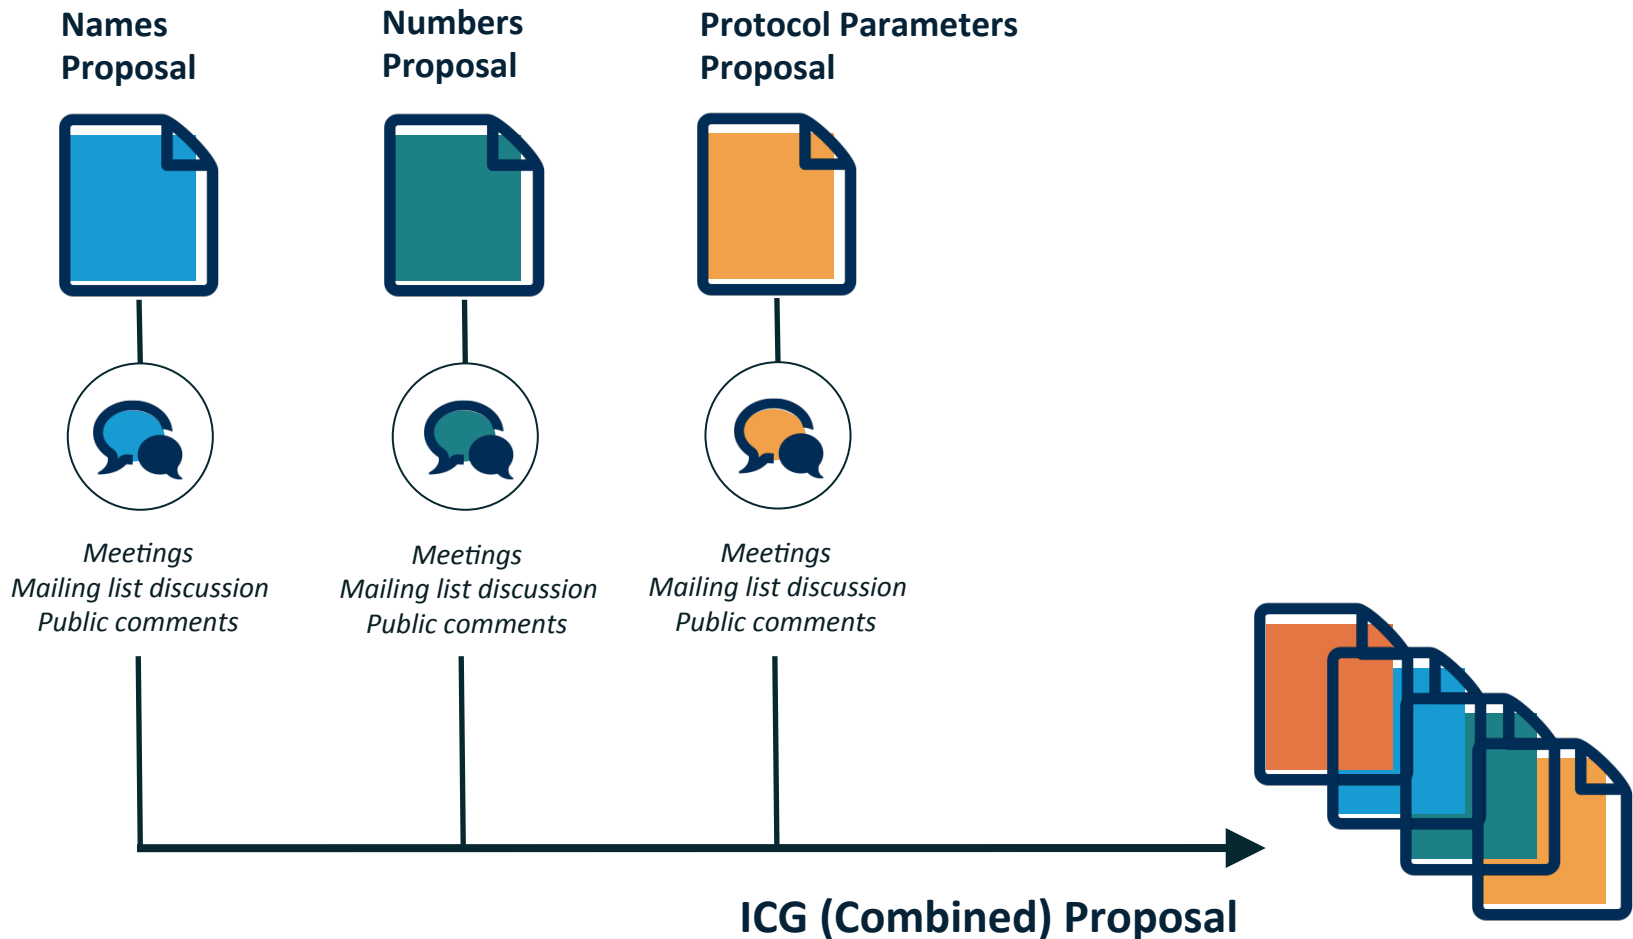 Names
Proposal
Numbers
Proposal
Protocol Parameters
Proposal
Meetings
Mailing list discussion
Public comments
Meetings
Mailing list discussion
Public comments
Meetings
Mailing list discussion
Public comments
ICG (Combined) Proposal